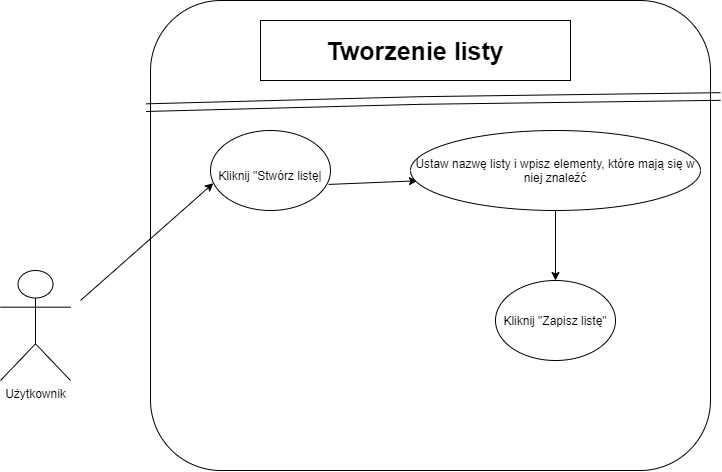 Tworzenie listy
Kliknij "Stwórz listę|
Ustaw nazwę listy i wpisz elementy, które mają się w
niej znaleźć
Kliknij "Zapisz listę"
Użytkownik